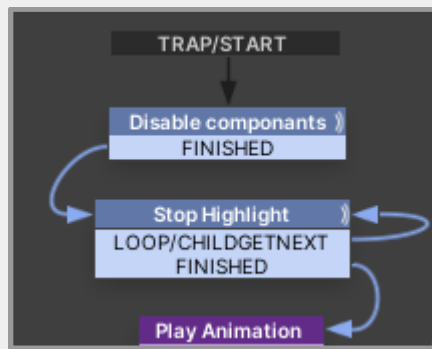 TRAP/START
Disable componants
FINISHED
Stop Highlight
LOOP/CHILDGETNEXT
FINISHED
Play Animation